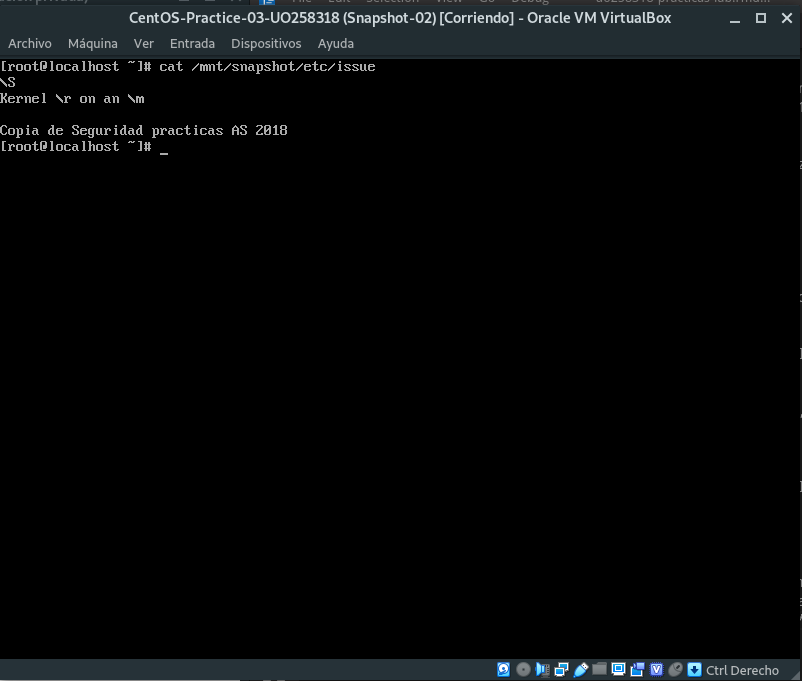 CentOS-Practice-03-UO258318 (Snapshot-02) [Corriendo] - Oracle VM VirtualBox
Archivo Máquina Ver Entrada Dispositivos Ayuda
[root@localhost ~]# cat /mnt/snapshot/etc/issue
\S
Kernel \r on an \m
Copia de Seguridad practicas AS 2018
[root@localhost ~]# _
Ctrl Derecho